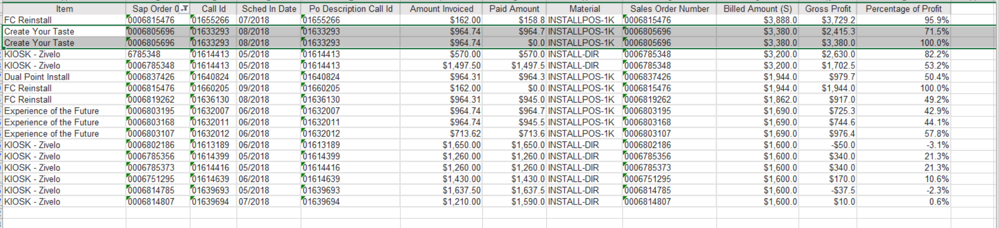 Item Sap Order 0 Call Id Sched In Date Po Description Call Id Amount Invoiced Paid Amount Material Sales Order Number Billed Amount (S) Gross Profit Percentage of Profit
FC Reinstall 0006815476 01655266 07/2018 01655266 $162.00 $158.8 INSTALLPOS-1K 0006815476 $3,888.0 $3,729.2 95.9%
Create Your Taste 0006805696 01633293 08/2018 01633293 $964.74 $964.7 INSTALLPOS-1K 0006805696 $3,380.0 $2,415.3 71.5%
Create Your Taste 0006805696 01633293 08/2018 01633293 $964.74 $0.0 INSTALLPOS-1K 0006805696 $3,380.0 $3,380.0 100.0%
KIOSK - Zivelo 6785348 01614413 05/2018 01614413 $570.00 $570.0 INSTALL-DIR 0006785348 $3,200.0 $2,630.0 82.2%
KIOSK - Zivelo 0006785348 01614413 05/2018 01614413 $1,497.50 $1,497.5 INSTALL-DIR 0006785348 $3,200.0 $1,702.5 53.2%
Dual Point Install 0006837426 01640824 06/2018 01640824 $964.31 $964.3 INSTALLPOS-1K 0006837426 $1,944.0 $979.7 50.4%
FC Reinstall 0006815476 01660205 09/2018 01660205 $162.00 $0.0 INSTALLPOS-1K 0006815476 $1,944.0 $1,944.0 100.0%
FC Reinstall 0006819262 01636130 08/2018 01636130 $964.31 $945.0 INSTALLPOS-1K 0006819262 $1,862.0 $917.0 49.2%
Experience of the Future 0006803195 01632007 06/2018 01632007 $964.74 $964.7 INSTALLPOS-1K 0006803195 $1,690.0 $725.3 42.9%
Experience of the Future 0006803168 01632011 06/2018 01632011 $964.74 $945.5 INSTALLPOS-1K 0006803168 $1,690.0 $744.6 44.1%
Experience of the Future 0006803107 01632012 06/2018 01632012 $713.62 $713.6 INSTALLPOS-1K 0006803107 $1,690.0 $976.4 57.8%
KIOSK - Zivelo 0006802186 01613189 06/2018 01613189 $1,650.00 $1,650.0 INSTALL-DIR 0006802186 $1,600.0 -$50.0 -3.1%
KIOSK - Zivelo 0006785356 01614399 05/2018 01614399 $1,260.00 $1,260.0 INSTALL-DIR 0006785356 $1,600.0 $340.0 21.3%
KIOSK - Zivelo 0006785373 01614416 05/2018 01614416 $1,260.00 $1,260.0 INSTALL-DIR 0006785373 $1,600.0 $340.0 21.3%
KIOSK - Zivelo 0006751295 01614639 06/2018 01614639 $1,430.00 $1,430.0 INSTALL-DIR 0006751295 $1,600.0 $170.0 10.6%
KIOSK - Zivelo 0006814785 01639693 05/2018 01639693 $1,637.50 $1,637.5 INSTALL-DIR 0006814785 $1,600.0 -$37.5 -2.3%
KIOSK - Zivelo 0006814807 01639694 07/2018 01639694 $1,210.00 $1,590.0 INSTALL-DIR 0006814807 $1,600.0 $10.0 0.6%